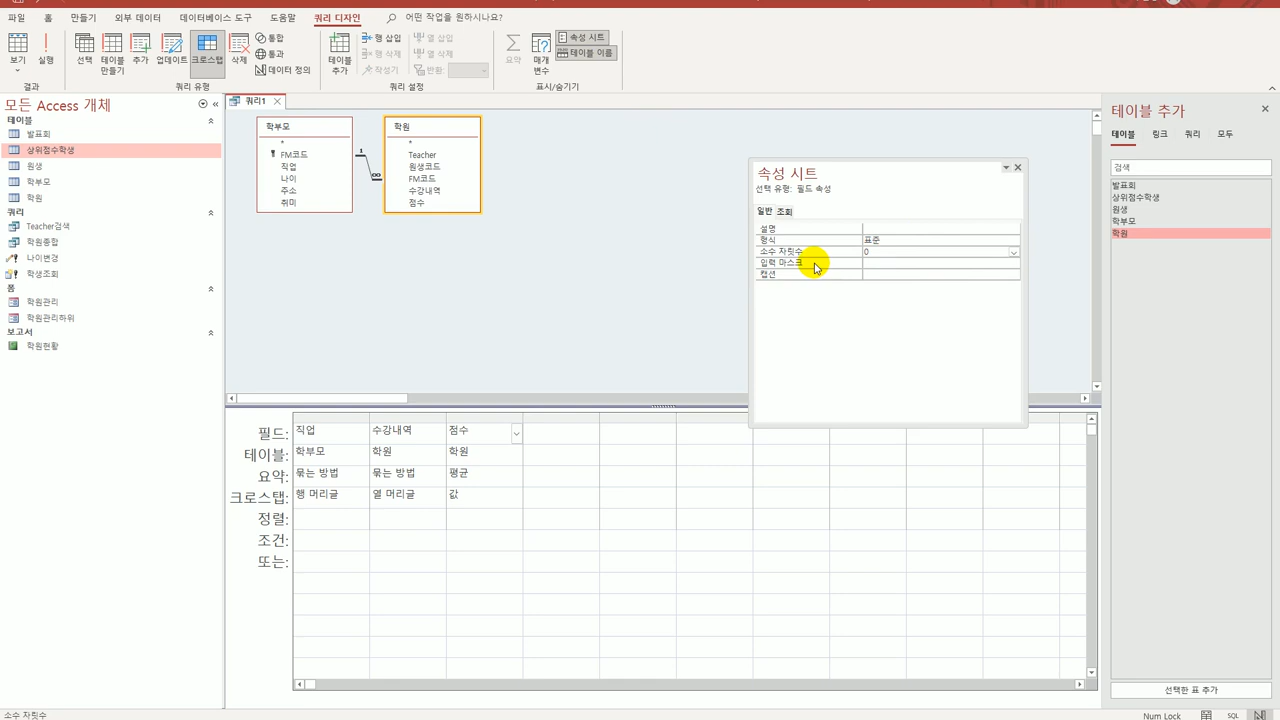 파일 홈 만들기 외부 데이터 데이터베이스 도구 도움말 쿼리 디자인 어떤 작업을 원하시나요?
통합 행 삽입 열 삽입 속성 시트
통과 행 삭제 열 삭제 테이블 이름
보기 실행 선택 테이블 만들기 추가 업데이트 크로스탭 삭제 데이터 정의 테이블 추가 작성기 반환: 요약 매개 변수
결과 쿼리 유형 쿼리 설정 표시/숨기기
모든 Access 개체
테이블
발표회
상위점수학생
원생
학부모
학원
쿼리
Teacher검색
학원종합
나이변경
학생조회
폼
학원관리
학원관리하위
보고서
학원현황
쿼리1
학부모
*
FM코드
직업
나이
주소
취미
1
∞
학원
*
Teacher
원생코드
FM코드
수강내역
점수
속성 시트
선택 유형: 필드 속성
일반 조회
설명
형식 표준
소수 자릿수 0
입력 마스크
캡션
필드: 직업 수강내역 점수
테이블: 학부모 학원 학원
요약: 묶는 방법 묶는 방법 평균
크로스탭: 행 머리글 열 머리글 값
정렬:
조건:
또는:
테이블 추가
테이블 링크 쿼리 모두
검색
발표회
상위점수학생
원생
학부모
학원
선택한 표 추가
소수 자릿수
Num Lock SQL